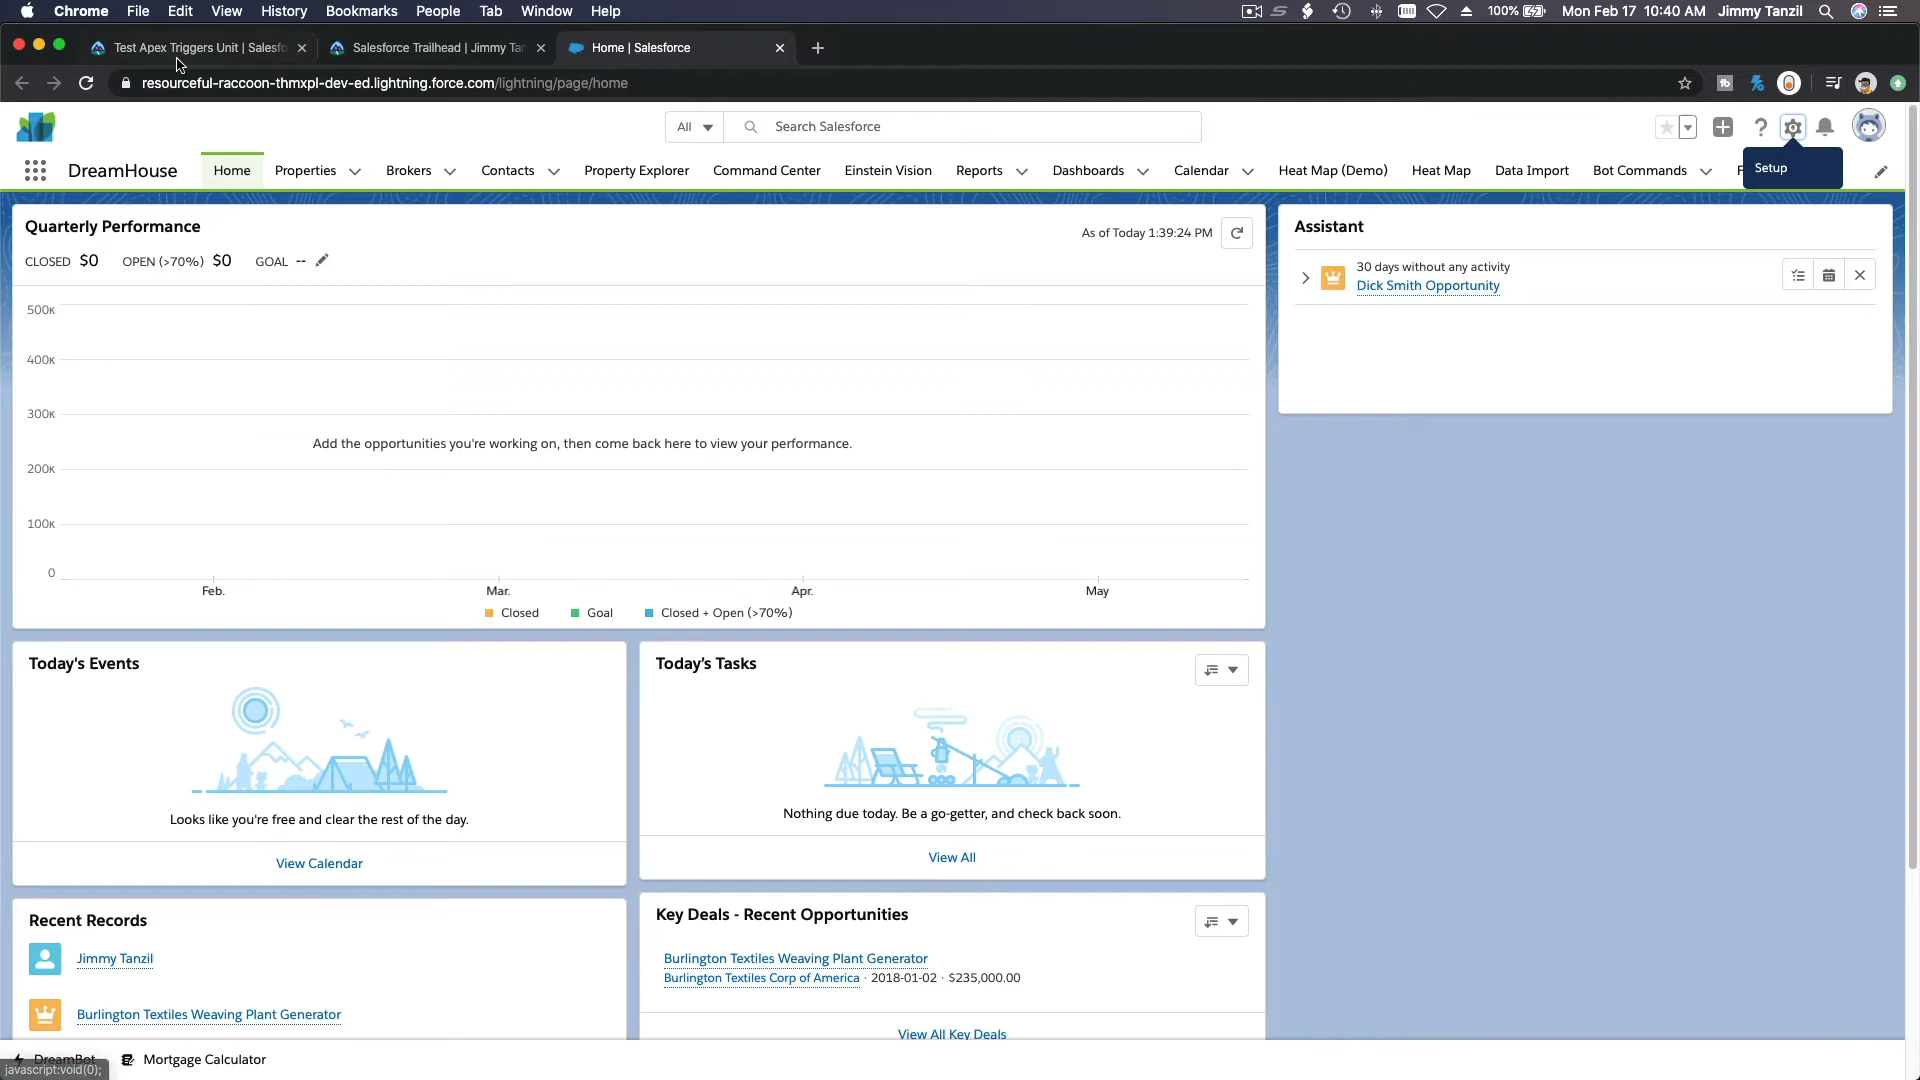 Chrome File Edit View History Bookmarks People Tab Window Help 100% Mon Feb 17 10:40 AM Jimmy Tanzil
Test Apex Triggers Unit | Salesfo
Salesforce Trailhead | Jimmy Tan
Home | Salesforce
resourceful-raccoon-thmxpl-dev-ed.lightning.force.com/lightning/page/home
All Search Salesforce
DreamHouse Home Properties Brokers Contacts Property Explorer Command Center Einstein Vision Reports Dashboards Calendar Heat Map (Demo) Heat Map Data Import Bot Commands
Setup
Quarterly Performance
As of Today 1:39:24 PM
CLOSED $0 OPEN (>70%) $0 GOAL --
500K
400K
300K
Add the opportunities you're working on, then come back here to view your performance.
200K
100K
0
Feb. Mar. Apr. May
Closed Goal Closed + Open (>70%)
Assistant
30 days without any activity
Dick Smith Opportunity
Today's Events
Looks like you're free and clear the rest of the day.
View Calendar
Today’s Tasks
Nothing due today. Be a go-getter, and check back soon.
View All
Recent Records
Jimmy Tanzil
Burlington Textiles Weaving Plant Generator
Key Deals - Recent Opportunities
Burlington Textiles Weaving Plant Generator
Burlington Textiles Corp of America · 2018-01-02 · $235,000.00
View All Key Deals
DreamBot Mortgage Calculator
javascript:void(0);